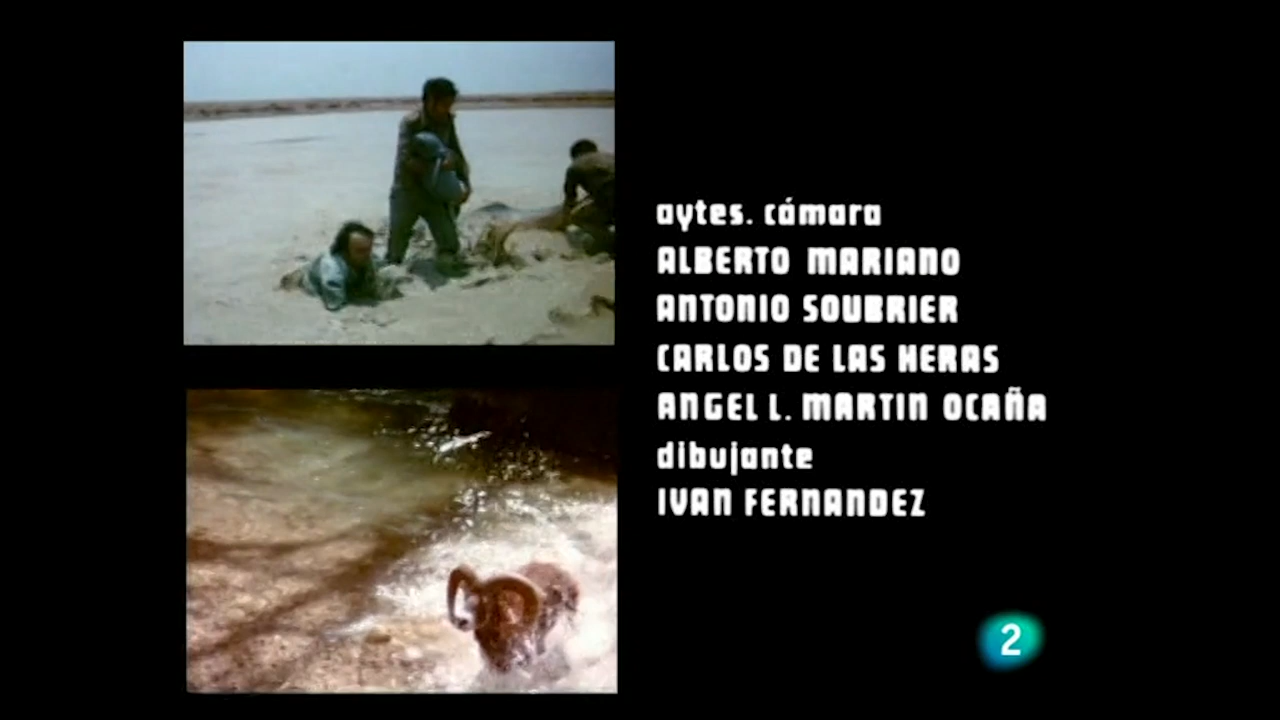 aytes. cámara
ALBERTO MARIANO
ANTONIO SOUBRIER
CARLOS DE LAS HERAS
ANGEL L. MARTIN OCAÑA
dibujante
IVAN FERNANDEZ
2